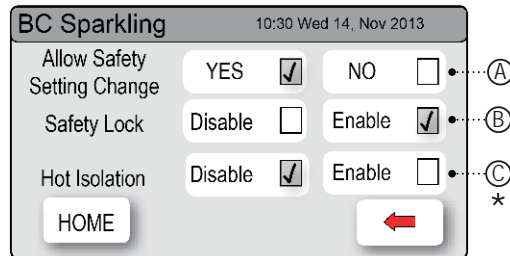 BC Sparkling 10:30 Wed 14, Nov 2013
Allow Safety
Setting Change YES NO A
Safety Lock Disable Enable B
Hot Isolation Disable Enable C
*
HOME